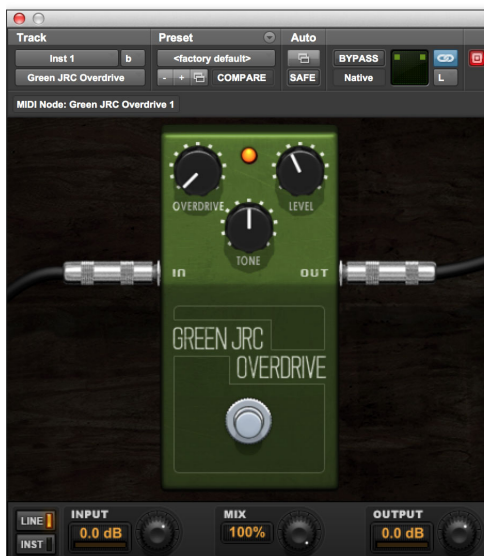 Track Preset Auto
Inst 1 b <factory default> BYPASS
Green JRC Overdrive - + COMPARE SAFE Native L
MIDI Node: Green JRC Overdrive 1
OVERDRIVE LEVEL
TONE
IN OUT
GREEN JRC
OVERDRIVE
LINE INPUT MIX OUTPUT
INST 0.0 dB 100% 0.0 dB